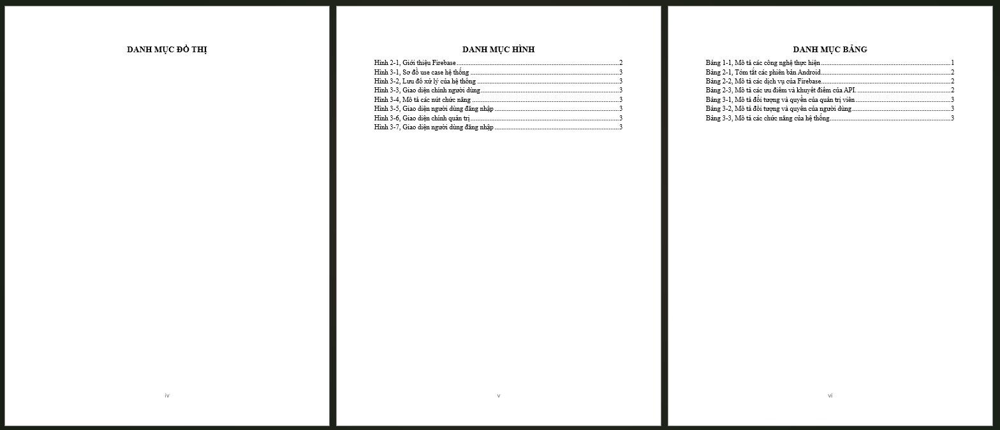 DANH MỤC ĐỒ THỊ
iv
DANH MỤC HÌNH
Hình 2-1, Giới thiệu Firebase 2
Hình 3-1, Sơ đồ use case hệ thống 3
Hình 3-2, Lưu đồ xử lý của hệ thống 3
Hình 3-3, Giao diện chính người dùng 3
Hình 3-4, Mô tả các nút chức năng 3
Hình 3-5, Giao diện người dùng đăng nhập 3
Hình 3-6, Giao diện chính quản trị 3
Hình 3-7, Giao diện người dùng đăng nhập 3
v
DANH MỤC BẢNG
Bảng 1-1, Mô tả các công nghệ thực hiện 1
Bảng 2-1, Tóm tắt các phiên bản Android 2
Bảng 2-2, Mô tả các dịch vụ của Firebase 2
Bảng 2-3, Mô tả các ưu điểm và khuyết điểm của API. 2
Bảng 3-1, Mô tả đối tượng và quyền của quản trị viên 3
Bảng 3-2, Mô tả đối tượng và quyền của người dùng 3
Bảng 3-3, Mô tả các chức năng của hệ thống 3
vi